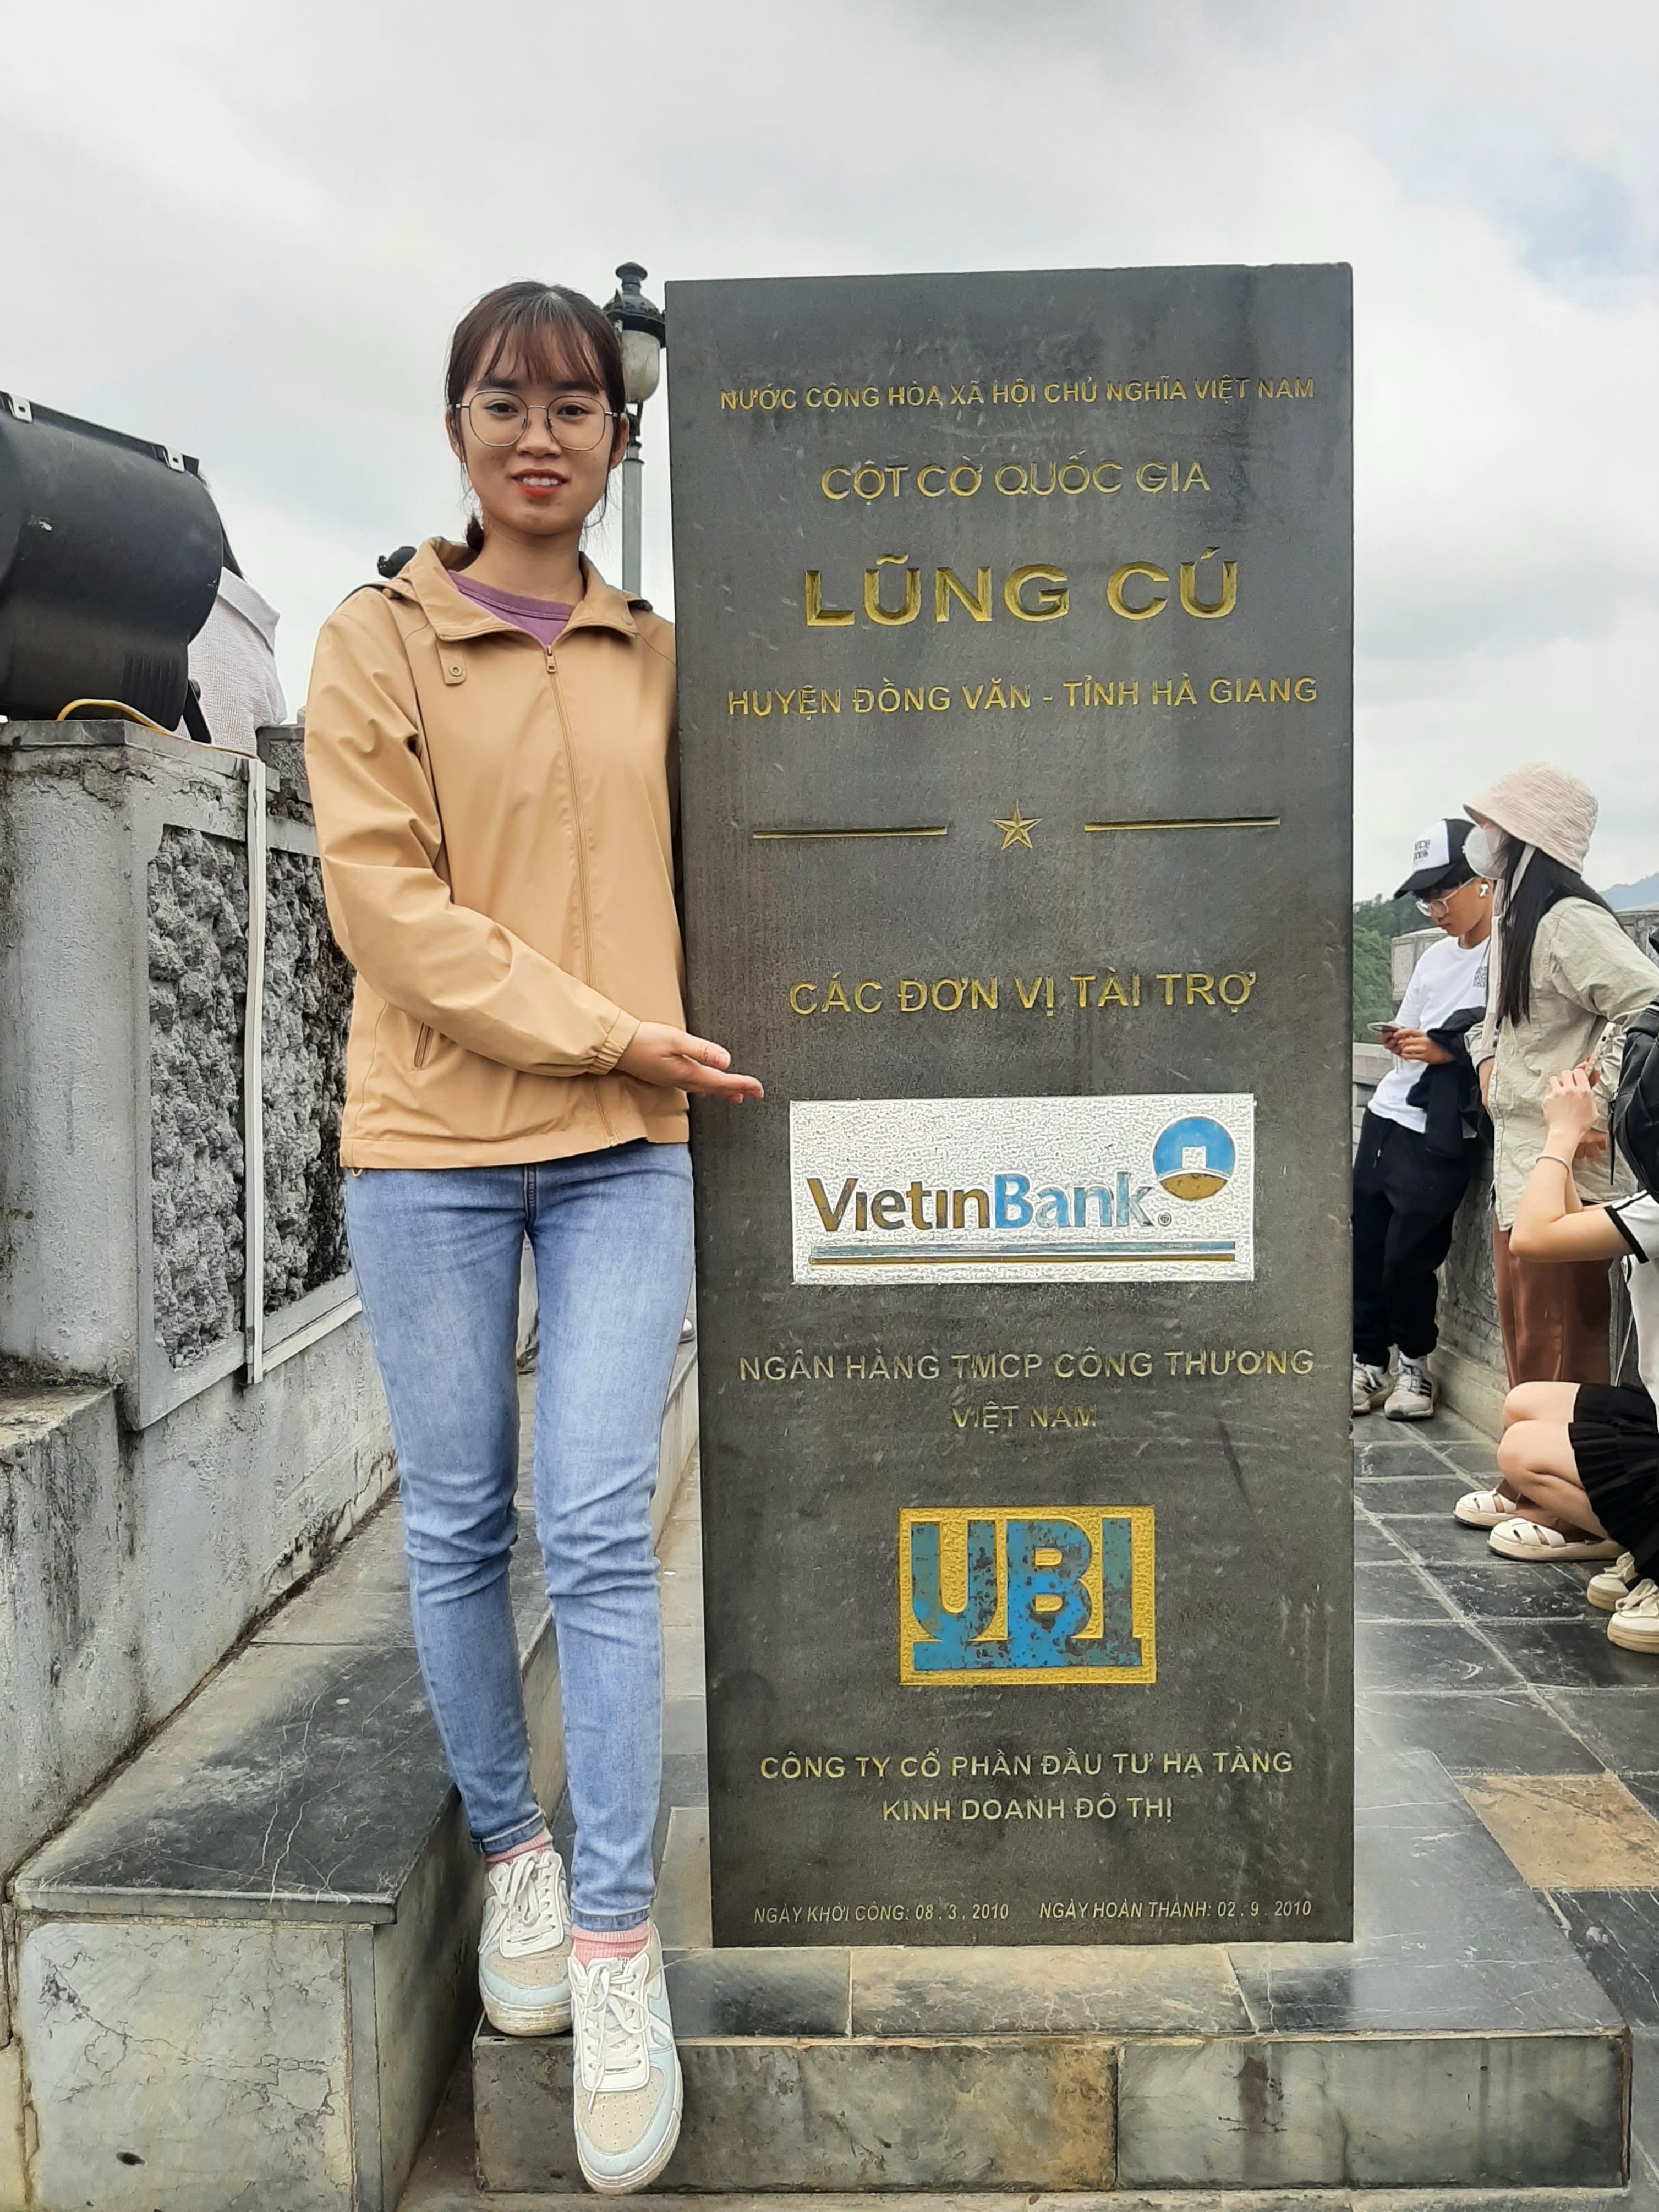 NƯỚC CỘNG HÒA XÃ HỘI CHỦ NGHĨA VIỆT NAM
CỘT CỜ QUỐC GIA
LŨNG CÚ
HUYỆN ĐỒNG VĂN - TỈNH HÀ GIANG
CÁC ĐƠN VỊ TÀI TRỢ
VietinBank®
NGÂN HÀNG TMCP CÔNG THƯƠNG
VIỆT NAM
UBI
CÔNG TY CỔ PHẦN ĐẦU TƯ HẠ TẦNG
KINH DOANH ĐÔ THỊ
NGÀY KHỞI CÔNG: 08 . 3 . 2010 NGÀY HOÀN THÀNH: 02 . 9 . 2010